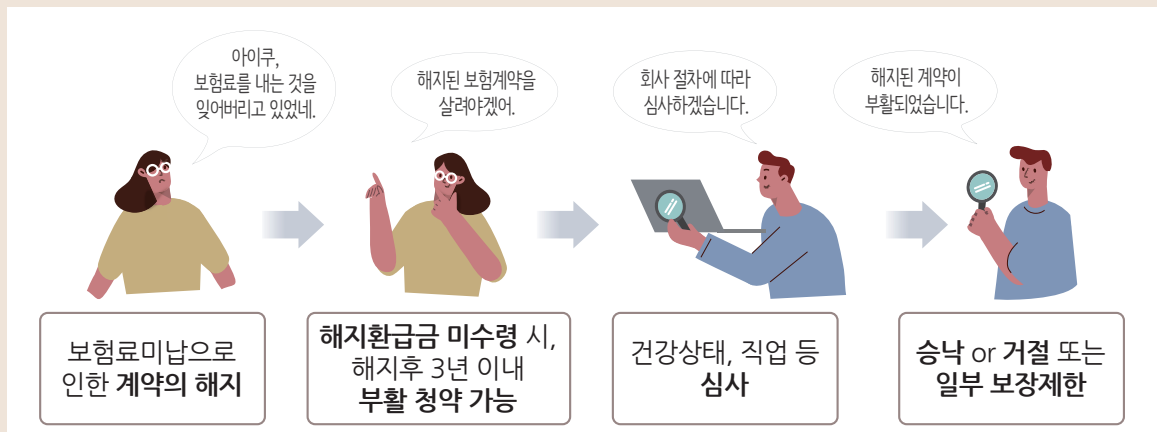 아이쿠,
보험료를 내는 것을
잊어버리고 있었네.
해지된 보험계약을
살려야겠어.
회사 절차에 따라
심사하겠습니다.
해지된 계약이
부활되었습니다.
보험료미납으로
인한 계약의 해지
해지환급금 미수령 시,
해지후 3년 이내
부활 청약 가능
건강상태, 직업 등
심사
승낙 or 거절 또는
일부 보장제한